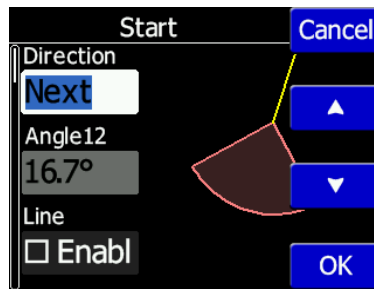 Start
Cancel
Direction
Next
Angle12
16.7°
Line
Enabl
OK